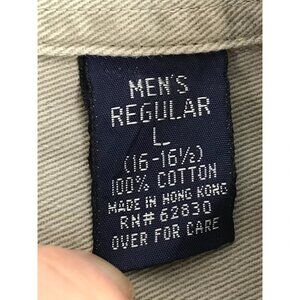 MEN'S
REGULAR
L
(16-16½)
100% COTTON
MADE IN HONG KONG
RN# 62830
OVER FOR CARE